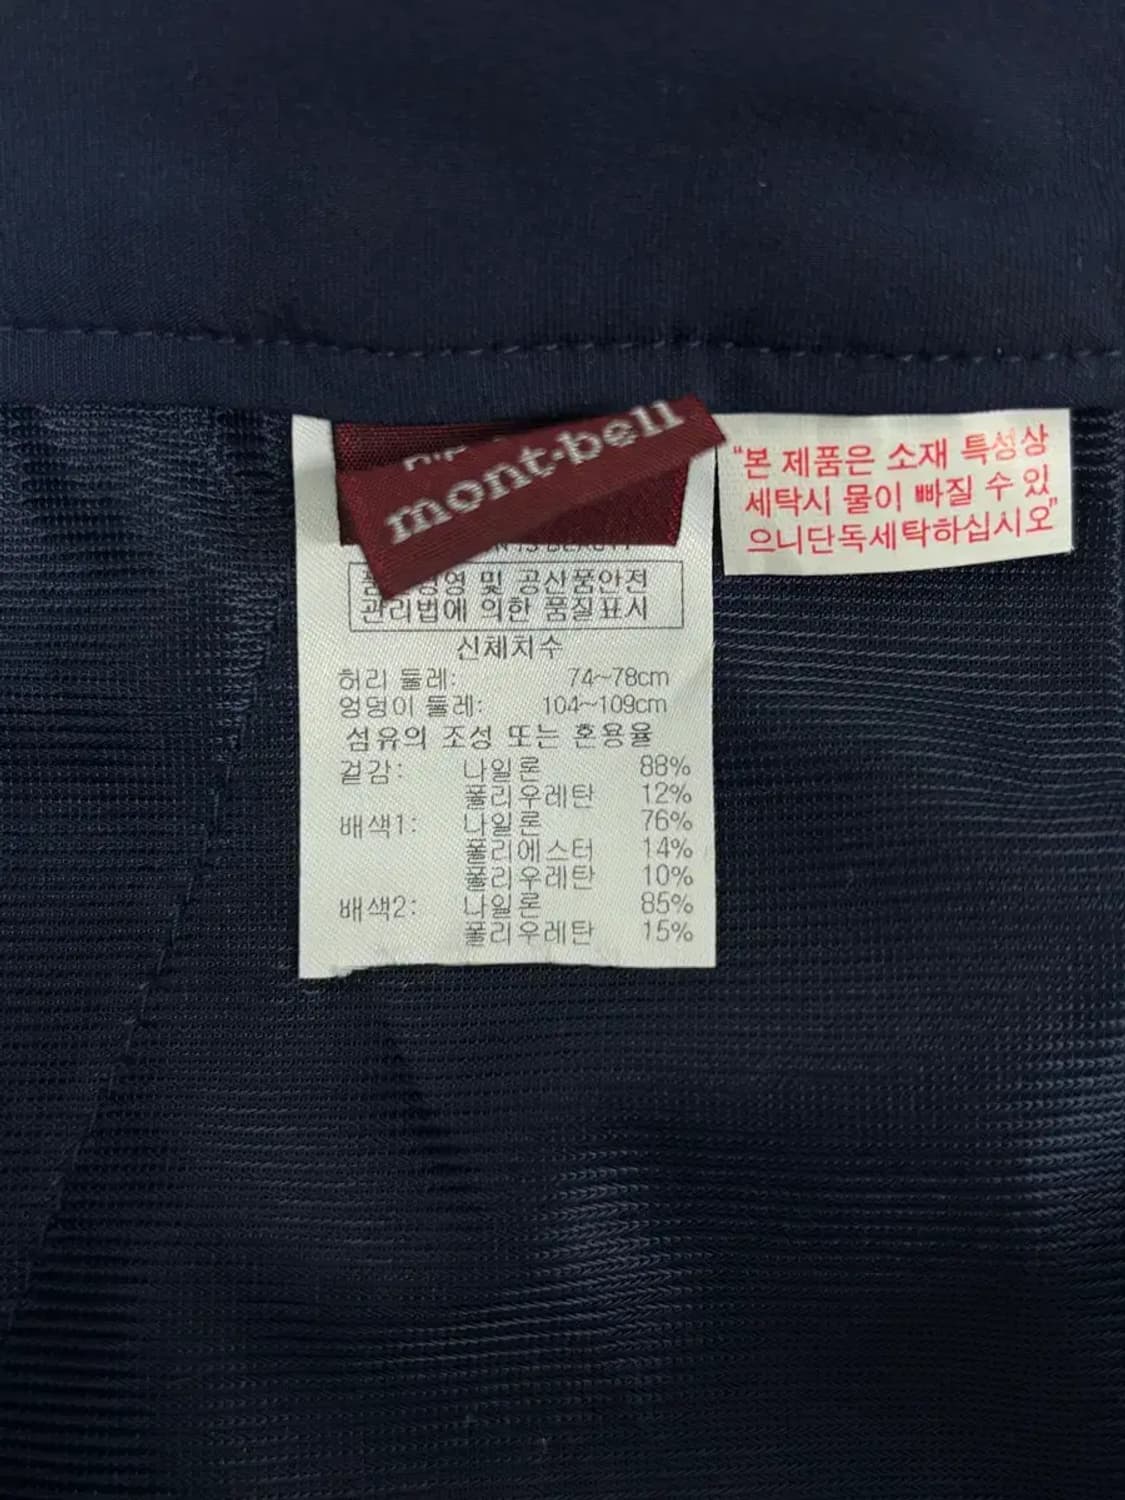 mont-bell
관리법에 의한 품질표시
신체치수
허리 둘레: 74~78cm
엉덩이 둘레: 104~109cm
섬유의 조성 또는 혼용율
겉감: 나일론 88%
폴리우레탄 12%
배색1: 나일론 76%
폴리에스터 14%
폴리우레탄 10%
배색2: 나일론 85%
폴리우레탄 15%
및 공산품안전
"본 제품은 소재 특성상
세탁시 물이 빠질 수 있
으니단독세탁하십시오"